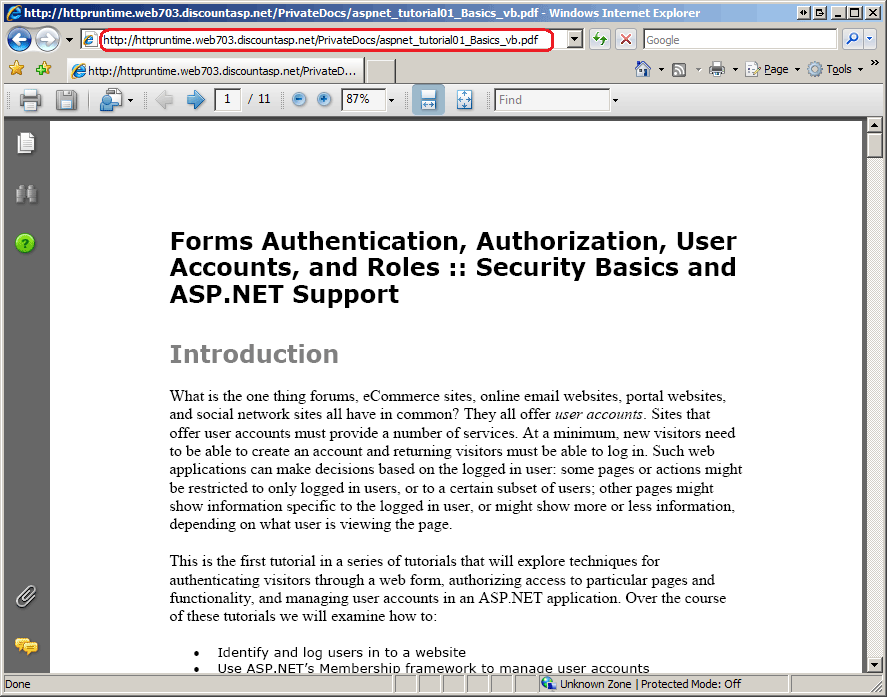 http://httpruntime.web703.discountasp.net/PrivateDocs/aspnet_tutorial01_Basics_vb.pdf - Windows Internet Explorer
http://httpruntime.web703.discountasp.net/PrivateDocs/aspnet_tutorial01_Basics_vb.pdf
Google
http://httpruntime.web703.discountasp.net/PrivateD...
Page
Tools
1 / 11
87%
Find
Forms Authentication, Authorization, User
Accounts, and Roles :: Security Basics and
ASP.NET Support
Introduction
What is the one thing forums, eCommerce sites, online email websites, portal websites,
and social network sites all have in common? They all offer user accounts. Sites that
offer user accounts must provide a number of services. At a minimum, new visitors need
to be able to create an account and returning visitors must be able to log in. Such web
applications can make decisions based on the logged in user: some pages or actions might
be restricted to only logged in users, or to a certain subset of users; other pages might
show information specific to the logged in user, or might show more or less information,
depending on what user is viewing the page.
This is the first tutorial in a series of tutorials that will explore techniques for
authenticating visitors through a web form, authorizing access to particular pages and
functionality, and managing user accounts in an ASP.NET application. Over the course
of these tutorials we will examine how to:
• Identify and log users in to a website
• Use ASP.NET's Membership framework to manage user accounts
Done
Unknown Zone | Protected Mode: Off